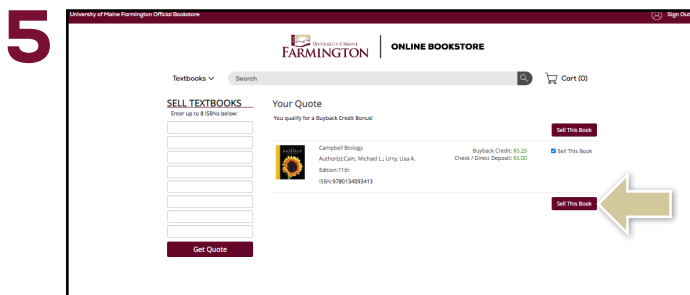 5
University of Maine Farmington Official Bookstore
Sign Out
UNIVERSITY of MAINE
FARMINGTON
ONLINE BOOKSTORE
Textbooks
Search
Cart (0)
SELL TEXTBOOKS
Enter up to 8 ISBNs below:
Get Quote
Your Quote
You qualify for a Buyback Credit Bonus!
Sell This Book
Campbell Biology
Author(s):Cain, Michael L.; Urry, Lisa A.
Edition:11th
ISBN:9780134093413
Buyback Credit: $5.25
Check / Direct Deposit: $5.00
Sell This Book
Sell This Book